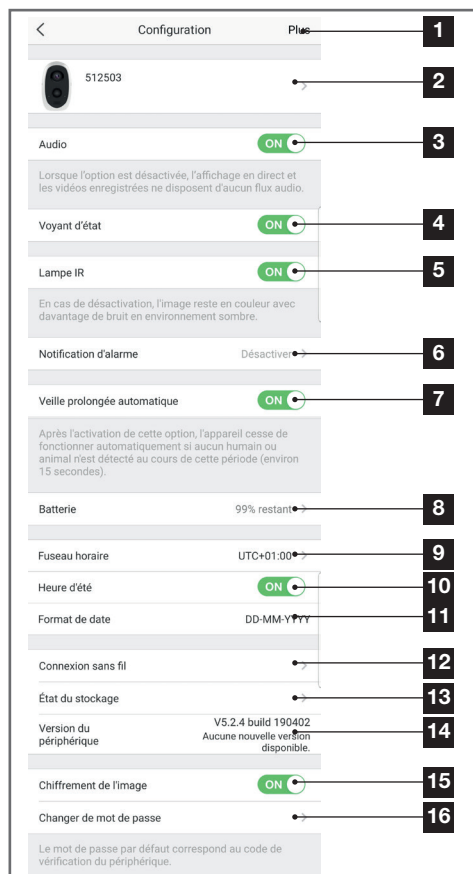 Configuration Plus 1
512503 2
Audio ON 3
Lorsque l'option est désactivée, l'affichage en direct et
les vidéos enregistrées ne disposent d'aucun flux audio.
Voyant d'état ON 4
Lampe IR ON 5
En cas de désactivation, l'image reste en couleur avec
davantage de bruit en environnement sombre.
Notification d'alarme Désactiver 6
Veille prolongée automatique ON 7
Après l'activation de cette option, l'appareil cesse de
fonctionner automatiquement si aucun humain ou
animal n'est détecté au cours de cette période (environ
15 secondes).
Batterie 99% restant 8
Fuseau horaire UTC+01:00 9
Heure d'été ON 10
Format de date DD-MM-YYYY 11
Connexion sans fil 12
État du stockage 13
Version du
périphérique
V5.2.4 build 190402
Aucune nouvelle version
disponible.
14
Chiffrement de l'image ON 15
Changer de mot de passe 16
Le mot de passe par défaut correspond au code de
vérification du périphérique.